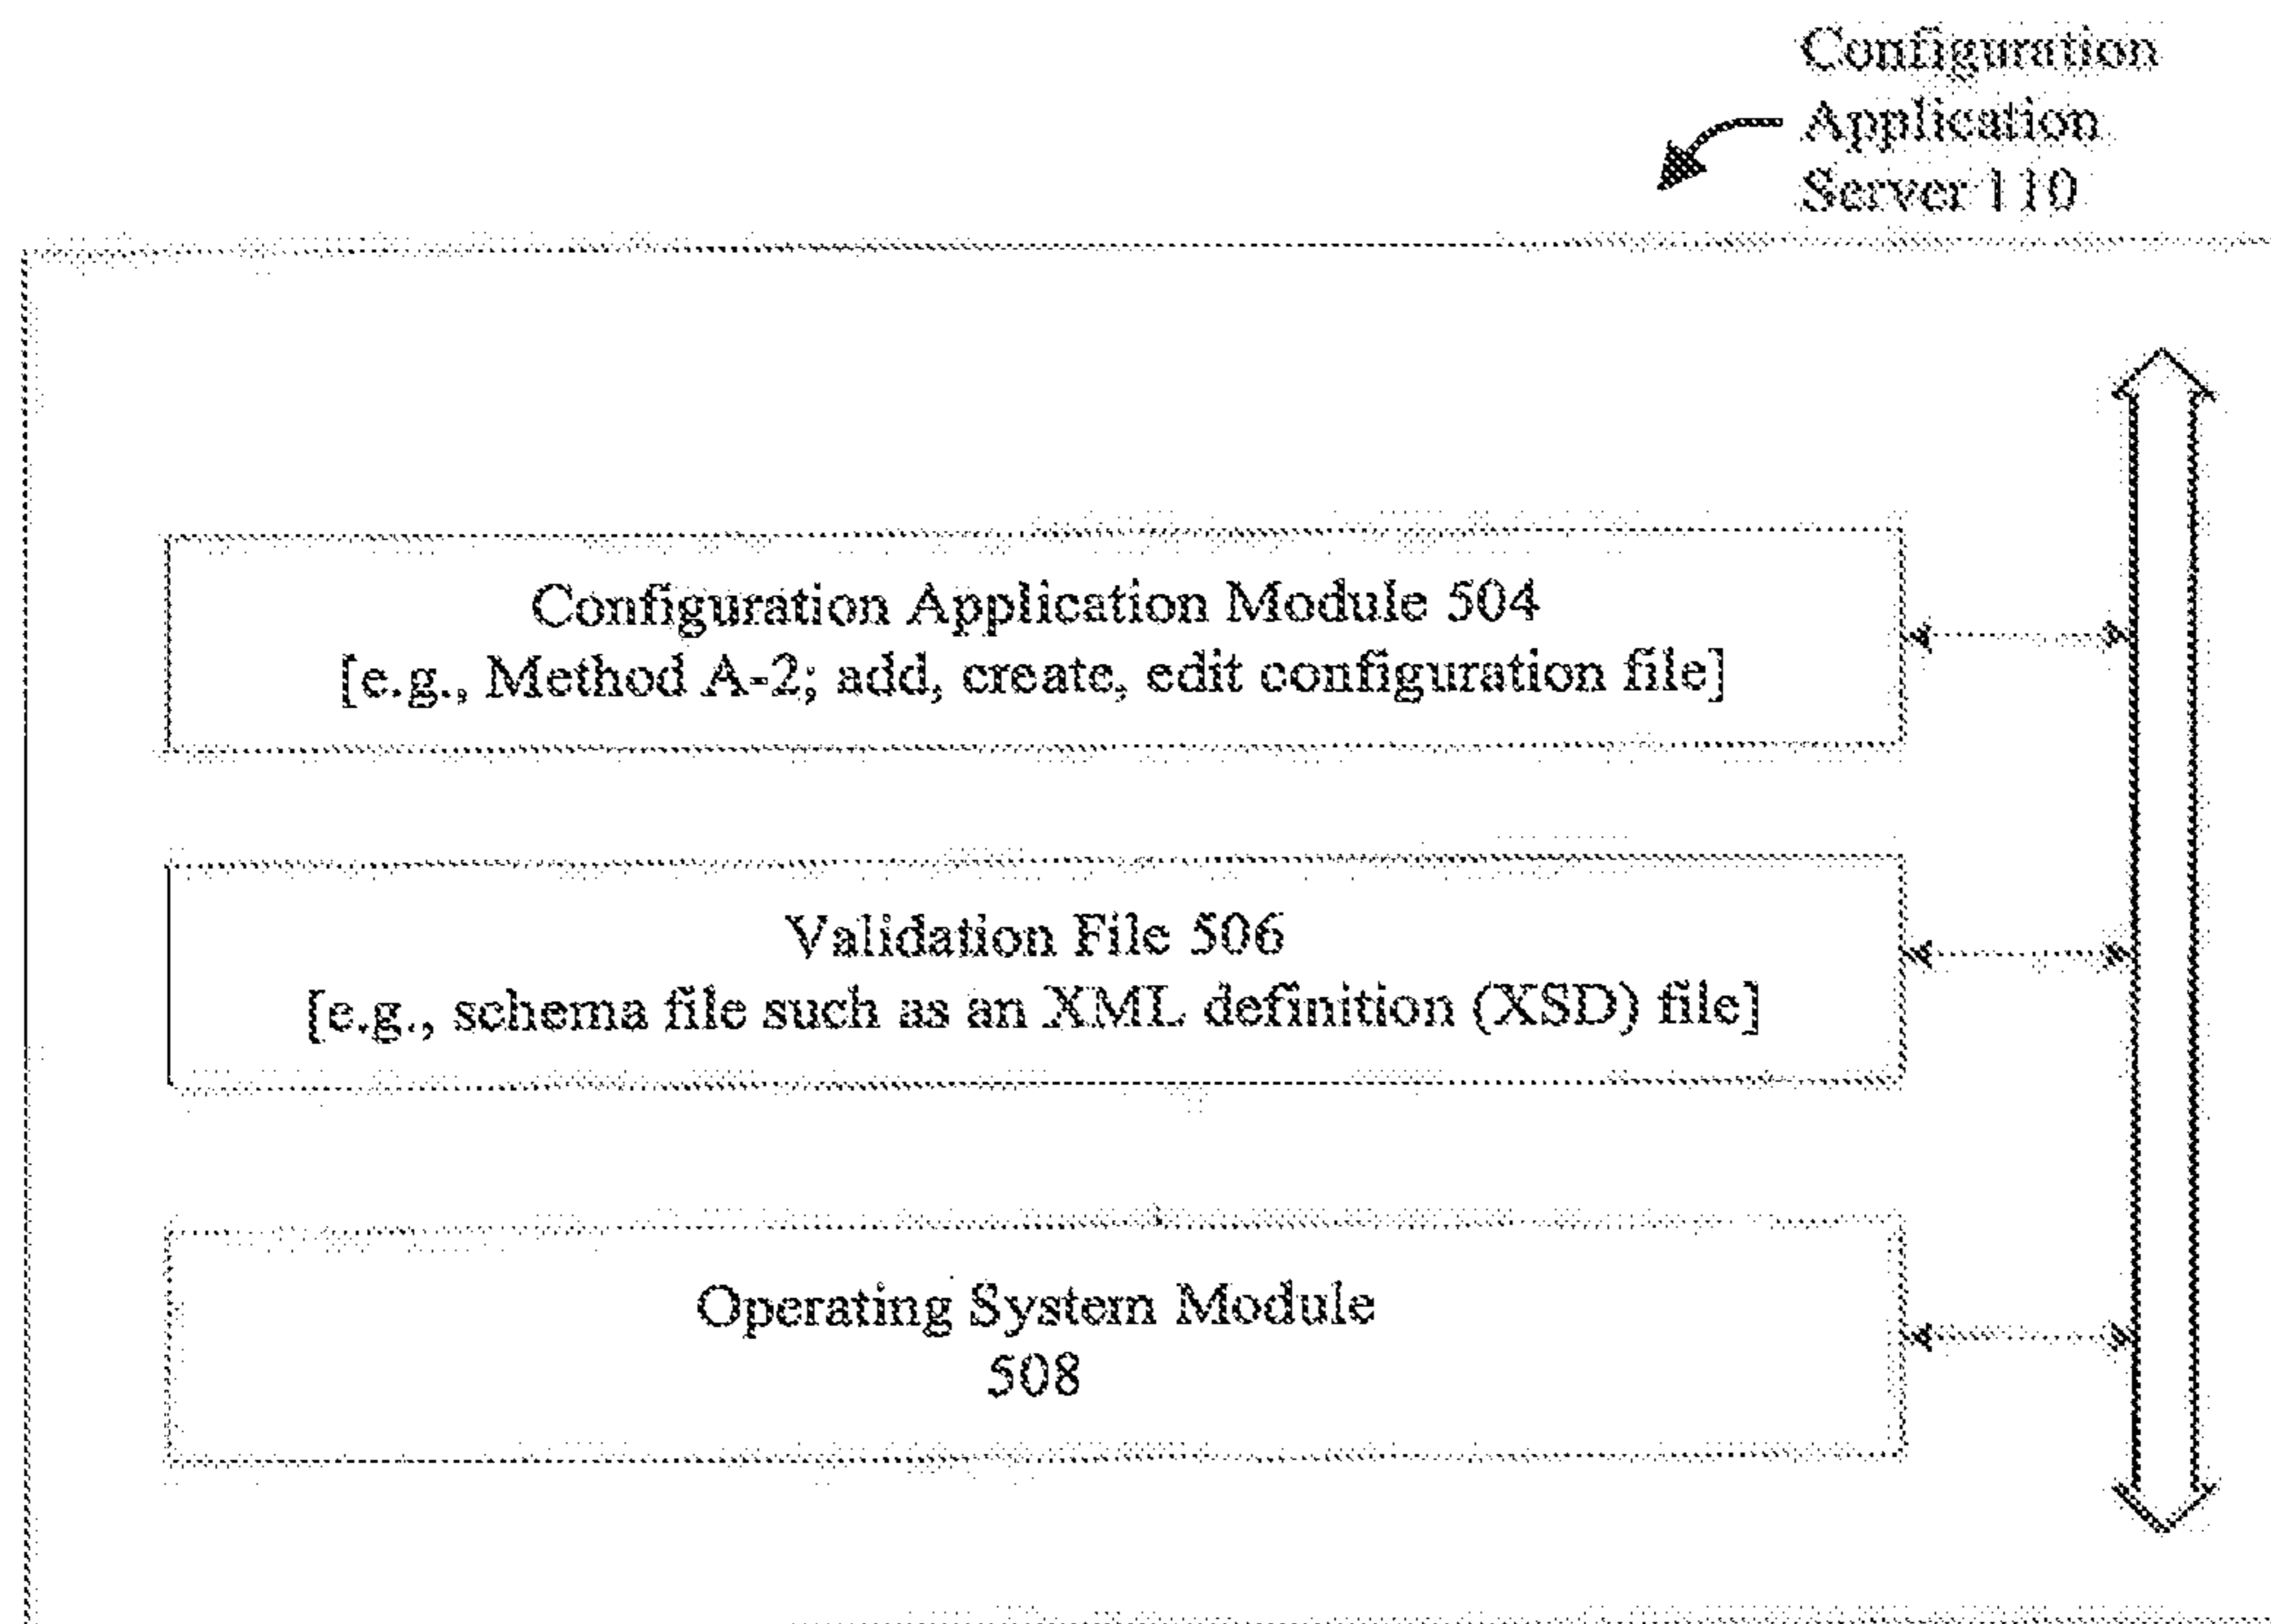 Configuration
Application
Server 110
Configuration Application Module 504
[e.g., Method A-2; add, create, edit configuration file]
Validation File 506
[e.g., schema file such as an XML definition (XSD) file]
Operating System Module
508